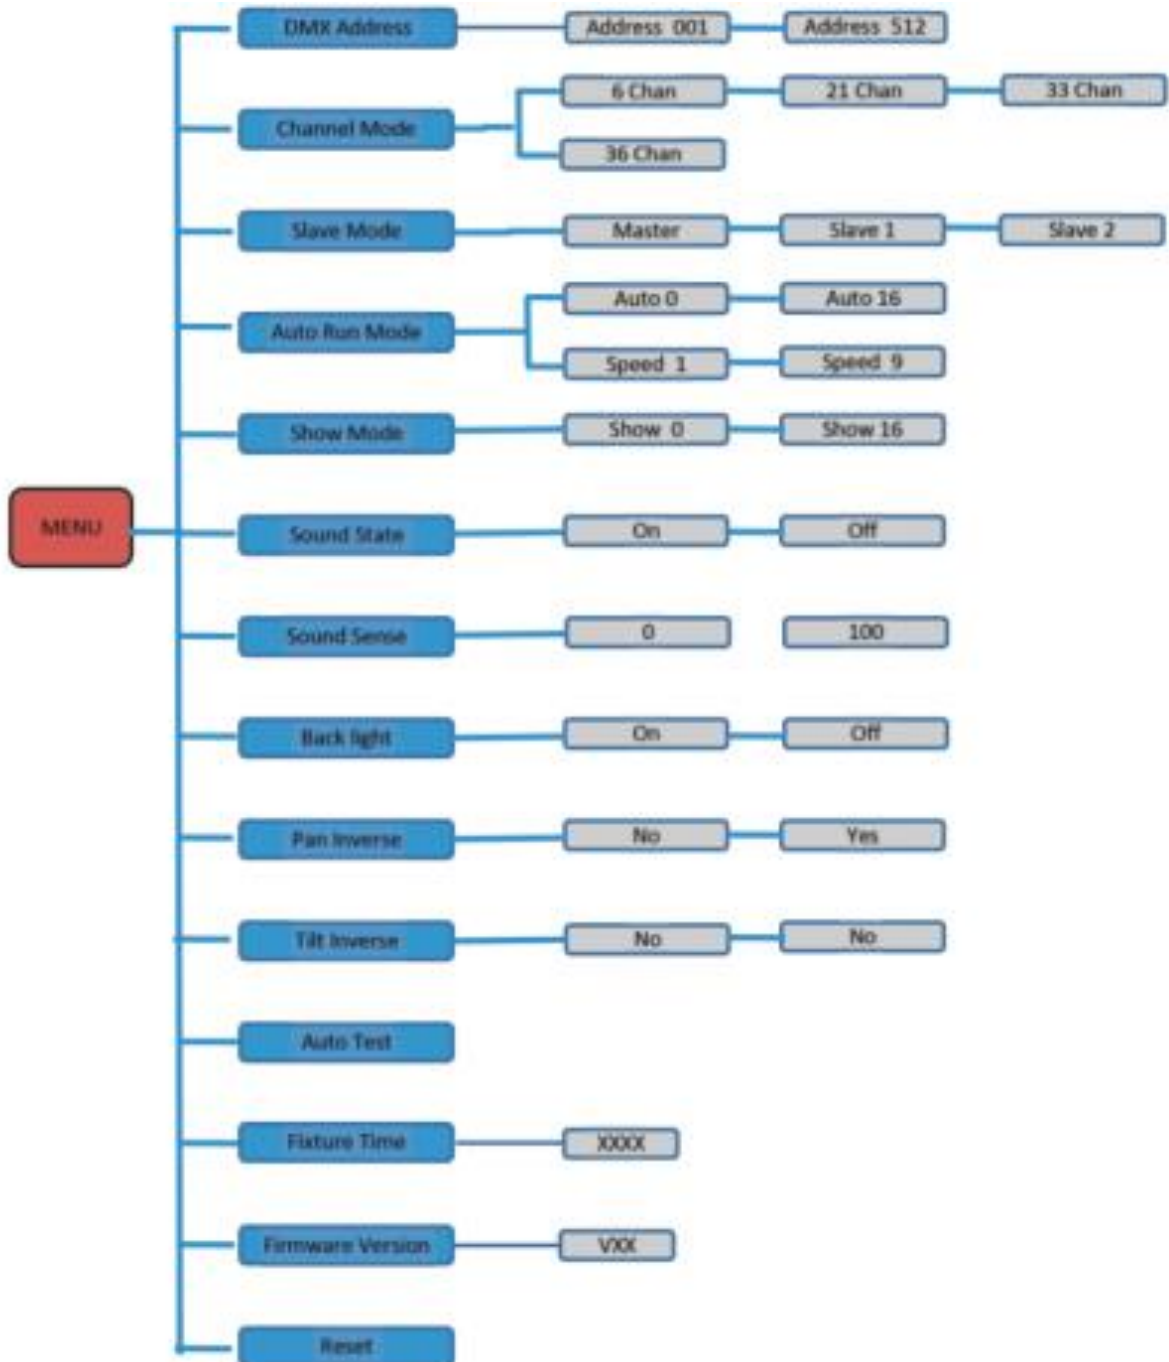 DMX Address Address 001 Address 512
6 Chan 21 Chan 33 Chan
Channel Mode
36 Chan
Slave Mode Master Slave 1 Slave 2
Auto 0 Auto 16
Auto Run Mode
Speed 1 Speed 9
Show Mode Show 0 Show 16
MENU
Sound State On Off
Sound Sense 0 100
Back light On Off
Pan Inverse No Yes
Tilt Inverse No No
Auto Test
Fixture Time XXXX
Firmware Version VXX
Reset